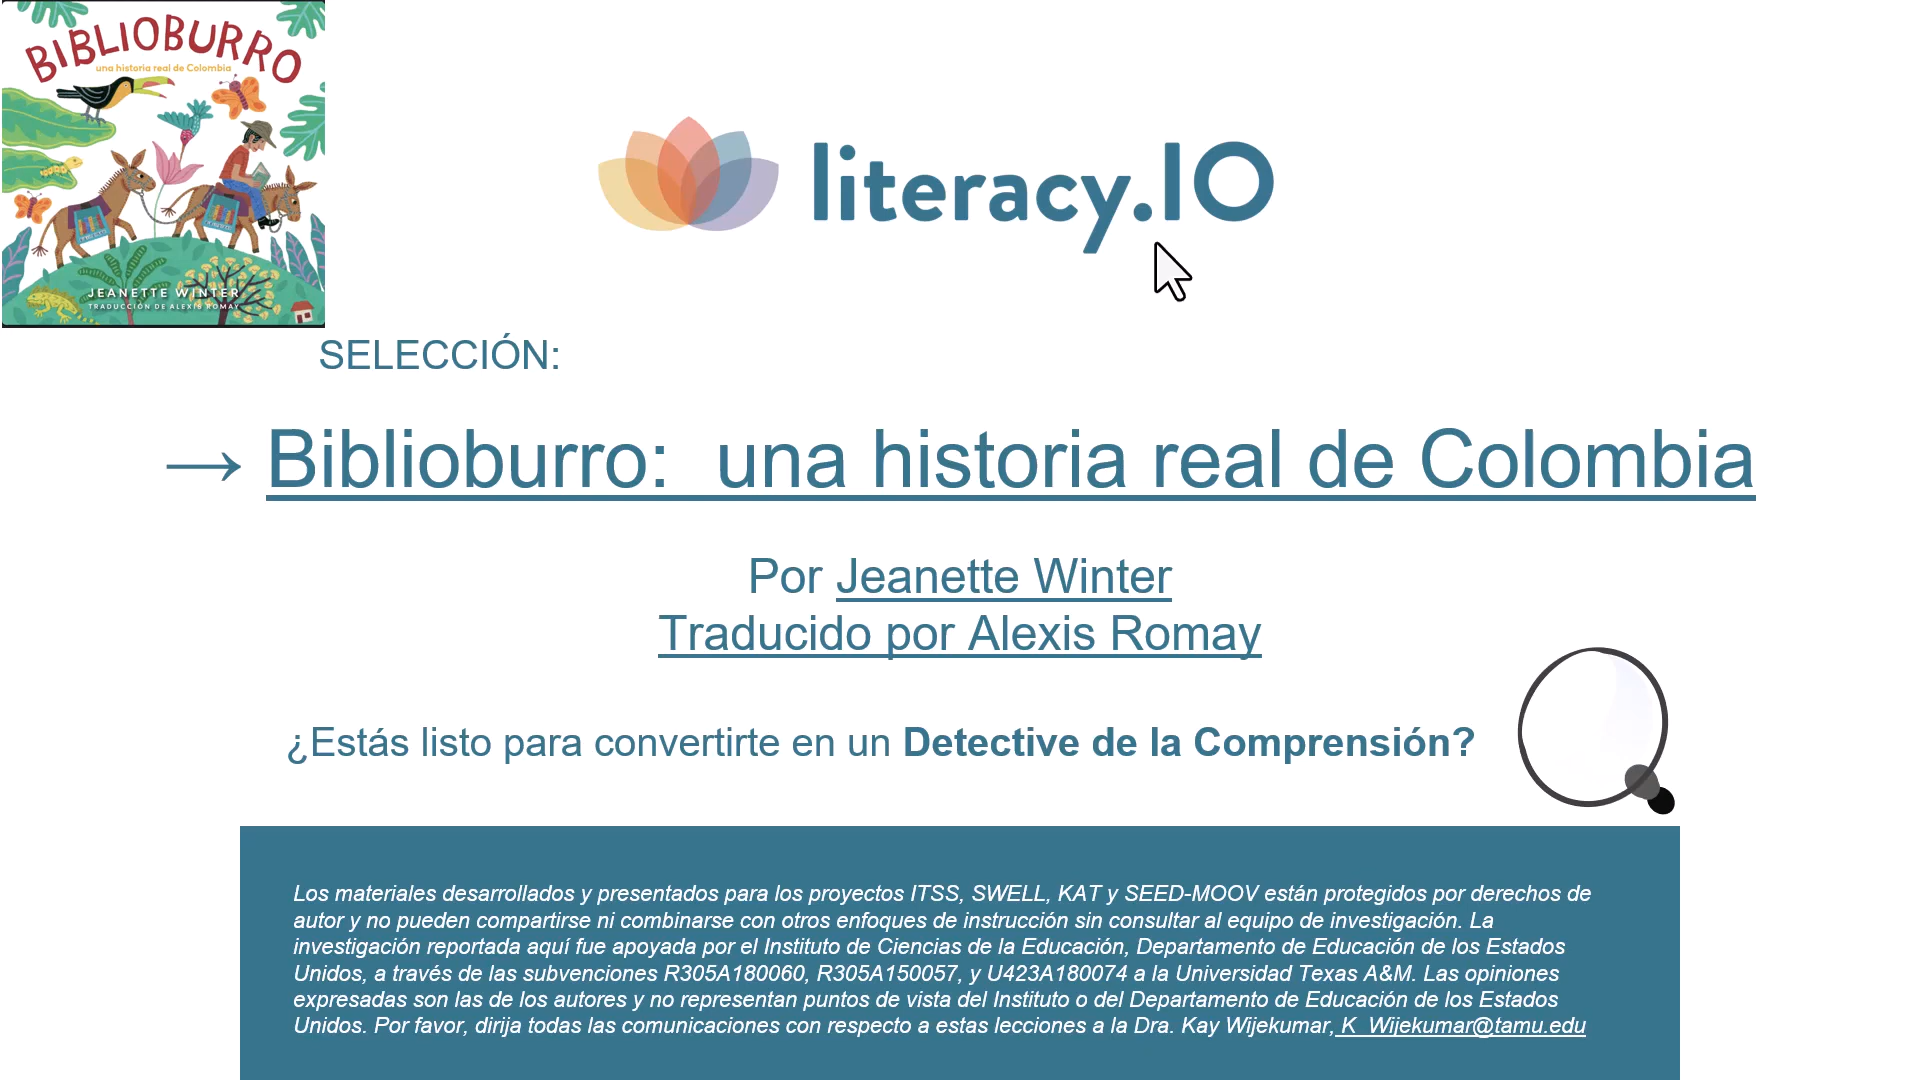 BIBLIOBURRO
una historia real de Colombia
JEANETTE WINTER
TRADUCCIÓN DE ALEXIS ROMAY
literacy.IO
SELECCIÓN:
→ Biblioburro:  una historia real de Colombia
Por Jeanette Winter
Traducido por Alexis Romay
¿Estás listo para convertirte en un Detective de la Comprensión?
Los materiales desarrollados y presentados para los proyectos ITSS, SWELL, KAT y SEED-MOOV están protegidos por derechos de
autor y no pueden compartirse ni combinarse con otros enfoques de instrucción sin consultar al equipo de investigación. La
investigación reportada aquí fue apoyada por el Instituto de Ciencias de la Educación, Departamento de Educación de los Estados
Unidos, a través de las subvenciones R305A180060, R305A150057, y U423A180074 a la Universidad Texas A&M. Las opiniones
expresadas son las de los autores y no representan puntos de vista del Instituto o del Departamento de Educación de los Estados
Unidos. Por favor, dirija todas las comunicaciones con respecto a estas lecciones a la Dra. Kay Wijekumar, K_Wijekumar@tamu.edu